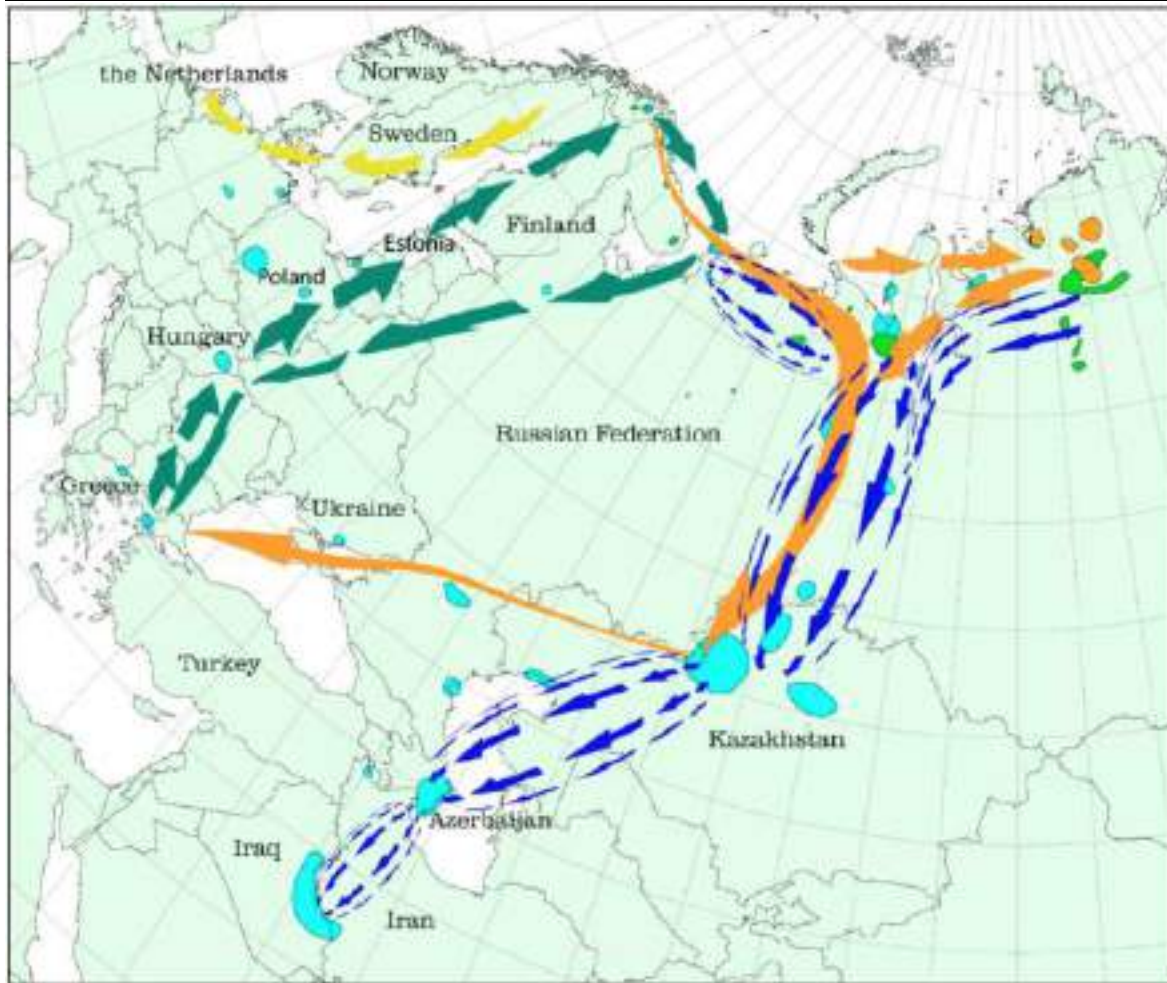 the Netherlands
Norway
Sweden
Finland
Estonia
Poland
Hungary
Russian Federation
Greece
Ukraine
Turkey
Kazakhstan
Azerbaijan
Iraq
Iran